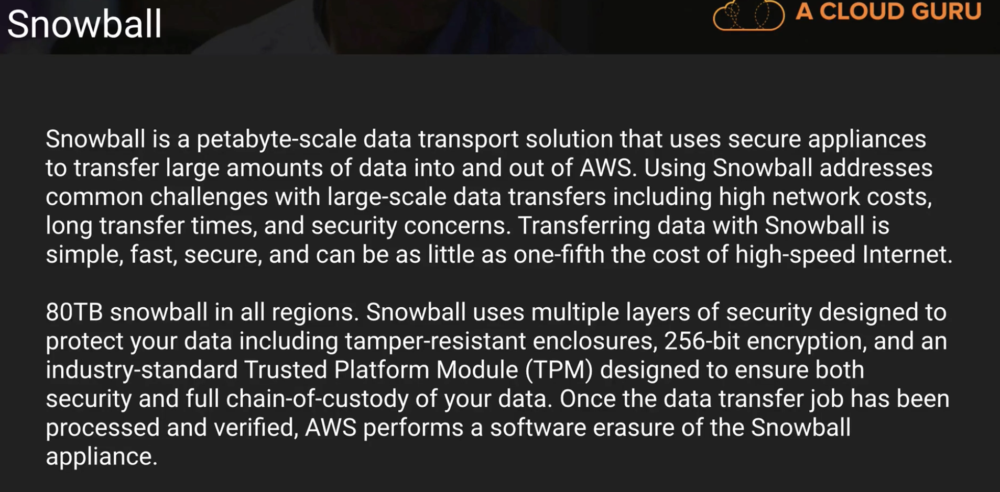 Snowball
A CLOUD GURU
Snowball is a petabyte-scale data transport solution that uses secure appliances
to transfer large amounts of data into and out of AWS. Using Snowball addresses
common challenges with large-scale data transfers including high network costs,
long transfer times, and security concerns. Transferring data with Snowball is
simple, fast, secure, and can be as little as one-fifth the cost of high-speed Internet.
80TB snowball in all regions. Snowball uses multiple layers of security designed to
protect your data including tamper-resistant enclosures, 256-bit encryption, and an
industry-standard Trusted Platform Module (TPM) designed to ensure both
security and full chain-of-custody of your data. Once the data transfer job has been
processed and verified, AWS performs a software erasure of the Snowball
appliance.